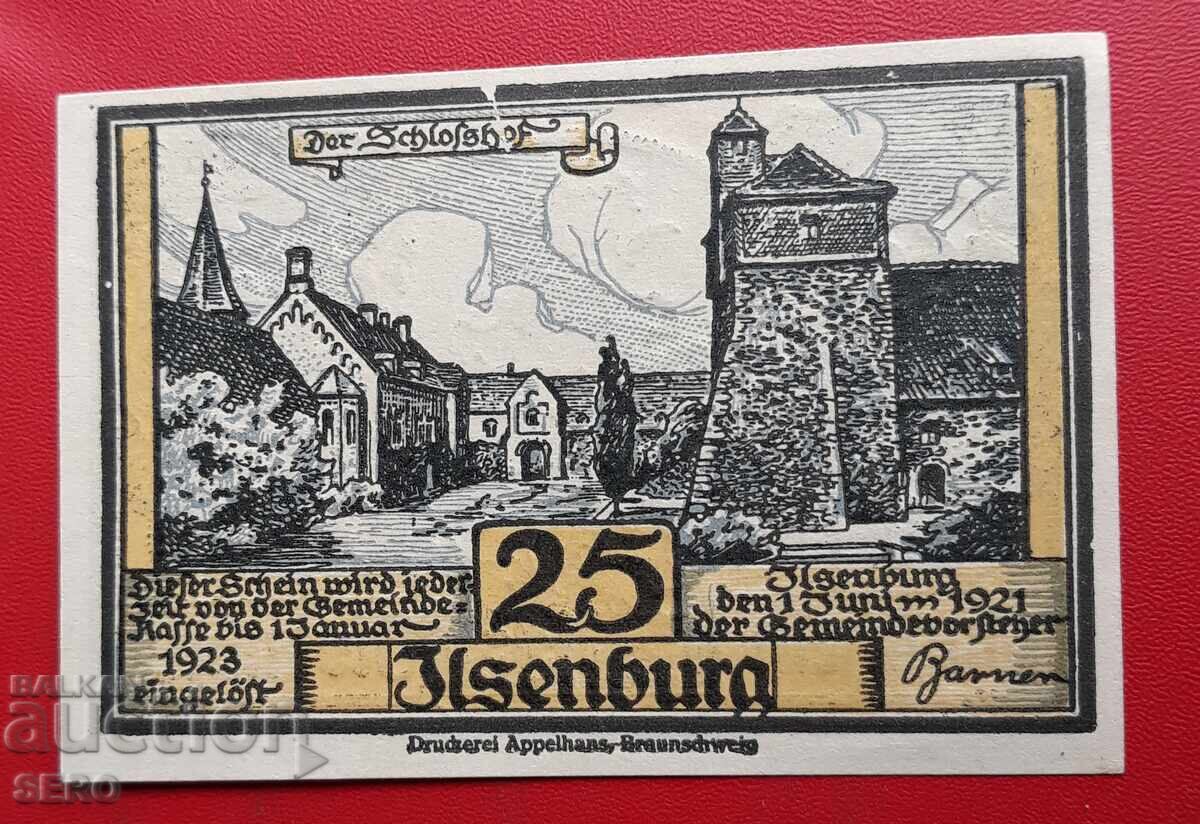 Der Schlosshof
Dieser Schein wird jeder-
zeit von der Gemeinde-
Kasse bis 1 Januar
1923
eingelöst
25
Ilsenburg
den 1 Juni 1921
der Gemeindevorsteher
Barnen
Ilsenburg
Druckerei Appelhans, Braunschweig
BALKAN
auction
SERO